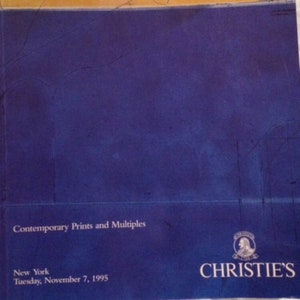 Contemporary Prints and Multiples
New York
Tuesday, November 7, 1995
CHRISTIE'S